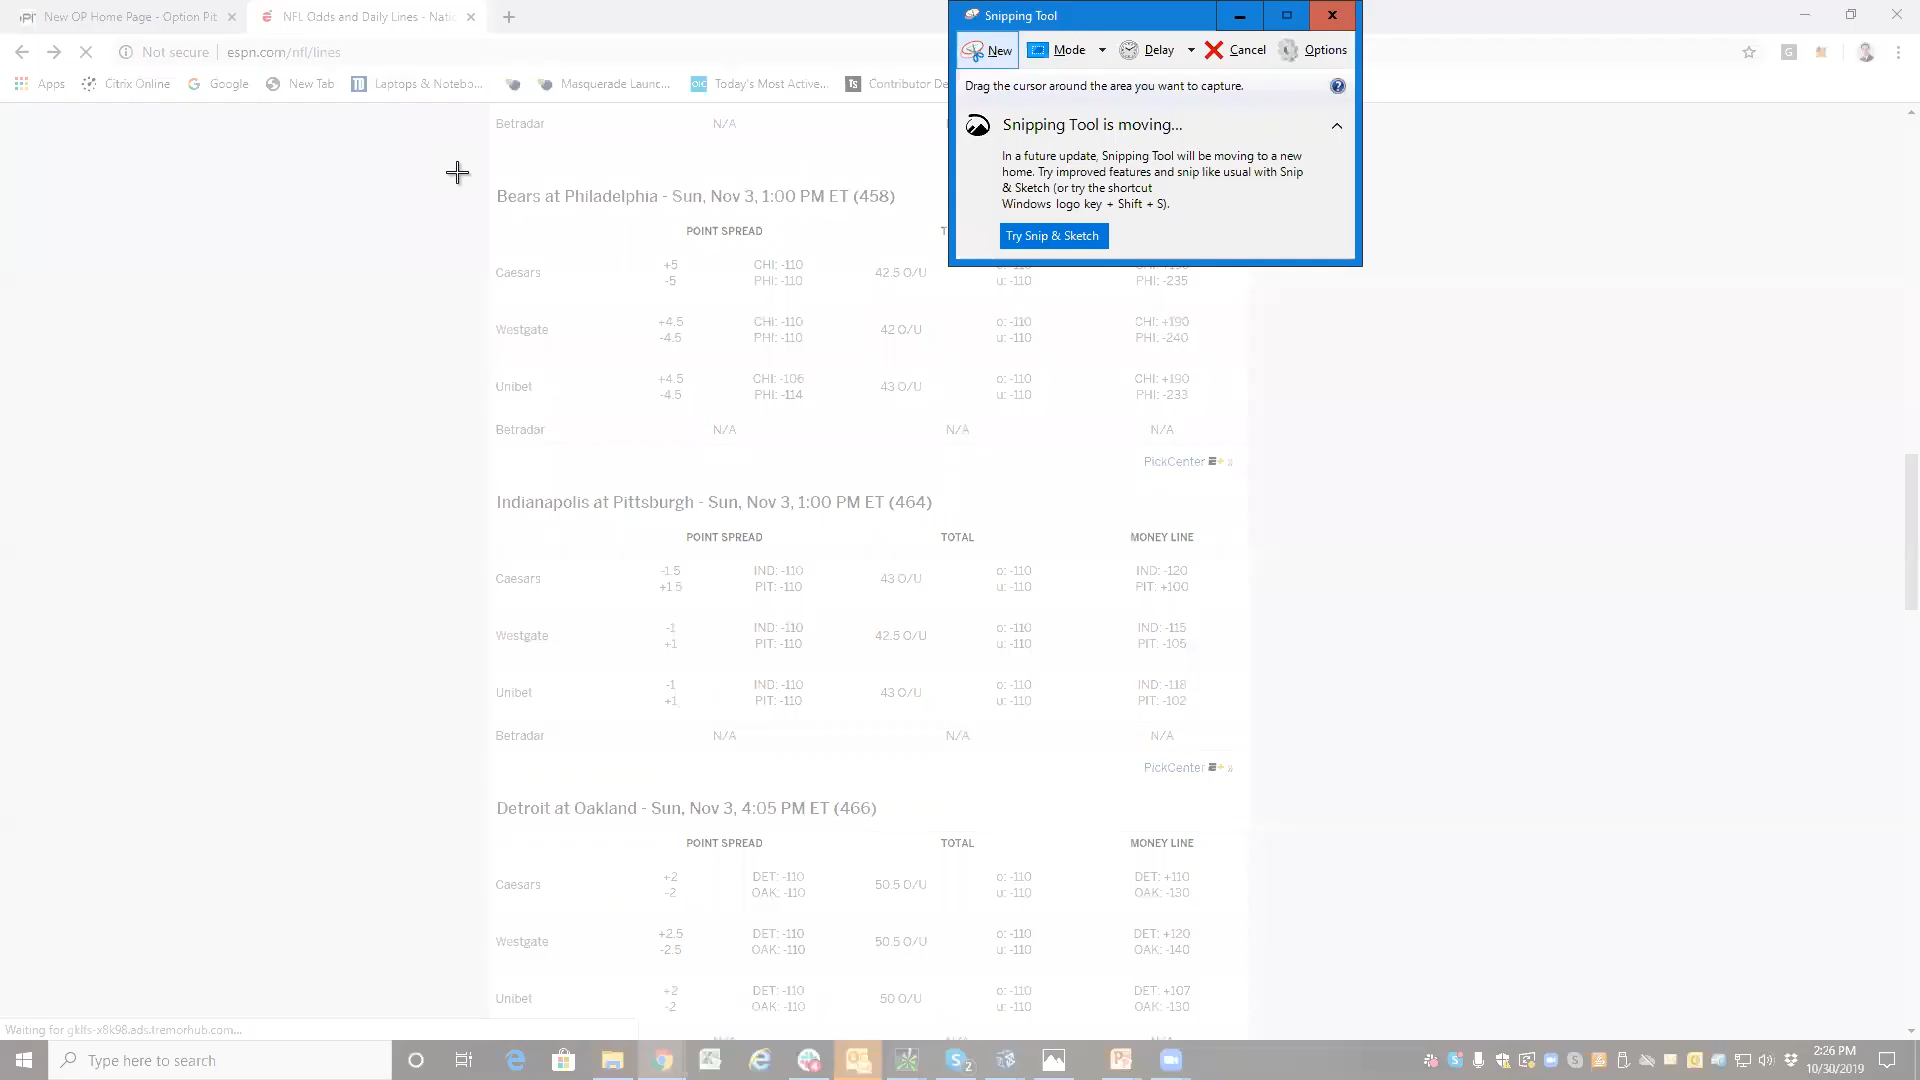 New OP Home Page - Option Pit
NFL Odds and Daily Lines - Natio
Snipping Tool
Not secure espn.com/nfl/lines
New Mode Delay Cancel Options
Apps Citrix Online Google New Tab Laptops & Notebo... Masquerade Launc... Today's Most Active... Contributor De
Drag the cursor around the area you want to capture.
Snipping Tool is moving...
In a future update, Snipping Tool will be moving to a new
home. Try improved features and snip like usual with Snip
& Sketch (or try the shortcut
Windows logo key + Shift + S).
Try Snip & Sketch
Betradar N/A
Bears at Philadelphia - Sun, Nov 3, 1:00 PM ET (458)
POINT SPREAD
Caesars +5 CHI: -110 42.5 O/U
-5 PHI: -110 u: -110 PHI: -235
Westgate +4.5 CHI: -110 42 O/U o: -110 CHI: +190
-4.5 PHI: -110 u: -110 PHI: -240
Unibet +4.5 CHI: -106 43 O/U o: -110 CHI: +190
-4.5 PHI: -114 u: -110 PHI: -233
Betradar N/A N/A N/A
PickCenter
Indianapolis at Pittsburgh - Sun, Nov 3, 1:00 PM ET (464)
POINT SPREAD TOTAL MONEY LINE
Caesars -1.5 IND: -110 43 O/U o: -110 IND: -120
+1.5 PIT: -110 u: -110 PIT: +100
Westgate -1 IND: -110 42.5 O/U o: -110 IND: -115
+1 PIT: -110 u: -110 PIT: -105
Unibet -1 IND: -110 43 O/U o: -110 IND: -118
+1 PIT: -110 u: -110 PIT: -102
Betradar N/A N/A N/A
PickCenter
Detroit at Oakland - Sun, Nov 3, 4:05 PM ET (466)
POINT SPREAD TOTAL MONEY LINE
Caesars +2 DET: -110 50.5 O/U o: -110 DET: +110
-2 OAK: -110 u: -110 OAK: -130
Westgate +2.5 DET: -110 50.5 O/U o: -110 DET: +120
-2.5 OAK: -110 u: -110 OAK: -140
Unibet +2 DET: -110 50 O/U o: -110 DET: +107
-2 OAK: -110 u: -110 OAK: -130
Waiting for gklfs-x8k98.ads.tremorhub.com...
Type here to search
2:26 PM
10/30/2019